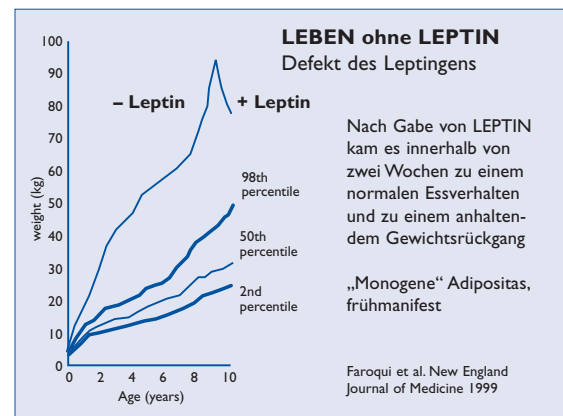 LEBEN ohne LEPTIN
Defekt des Leptingens
– Leptin + Leptin
Nach Gabe von LEPTIN
kam es innerhalb von
zwei Wochen zu einem
normalen Essverhalten
und zu einem anhalten-
dem Gewichtsrückgang
„Monogene“ Adipositas,
frühmanifest
Faroqui et al. New England
Journal of Medicine 1999
weight (kg)
100
90
80
70
60
50
40
30
20
10
0
98th
percentile
50th
percentile
2nd
percentile
0 2 4 6 8 10
Age (years)